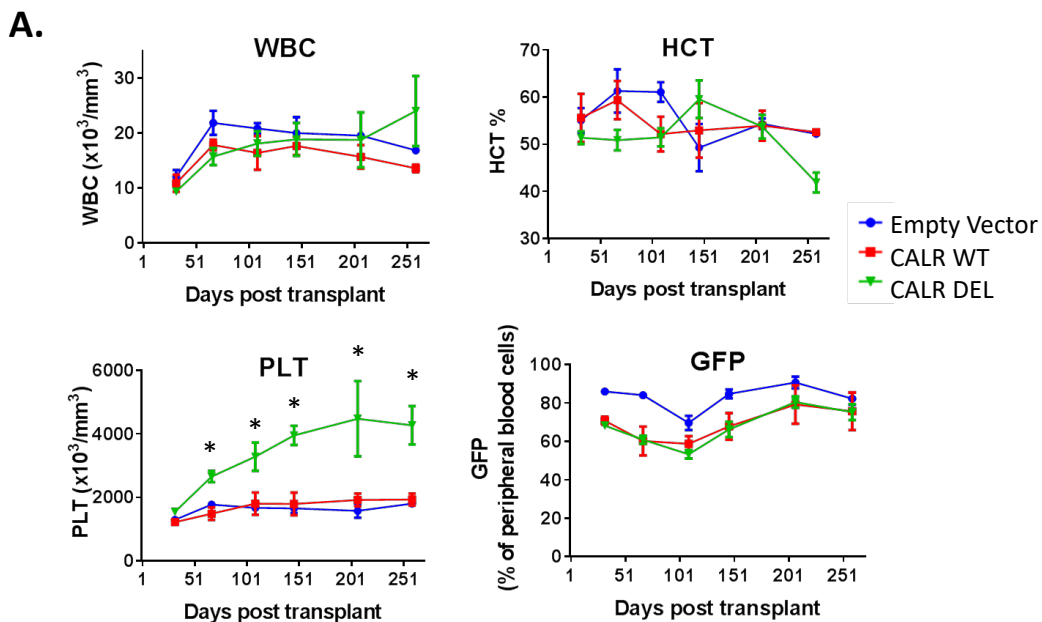 A.
WBC
WBC (x10³/mm³)
30
20
10
0
1 51 101 151 201 251
Days post transplant
HCT
HCT %
70
60
50
40
30
1 51 101 151 201 251
Days post transplant
Empty Vector
CALR WT
CALR DEL
PLT
PLT (x10³/mm³)
6000
4000
2000
0
* * * * *
1 51 101 151 201 251
Days post transplant
GFP
GFP
(% of peripheral blood cells)
100
80
60
40
20
0
1 51 101 151 201 251
Days post transplant